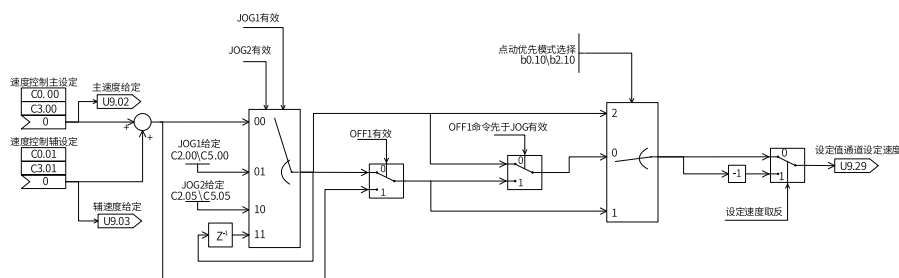 JOG1有效
JOG2有效
点动优先模式选择
b0.10\b2.10
速度控制主设定
C0.00
C3.00
0
主速度给定
U9.02
+
+
速度控制辅设定
C0.01
C3.01
0
辅速度给定
U9.03
JOG1给定
C2.00\C5.00
JOG2给定
C2.05\C5.05
00
01
10
11
Z-1
OFF1有效
0
1
OFF1命令先于JOG有效
0
1
2
0
1
-1
0
1
设定速度取反
设定值通道设定速度
U9.29